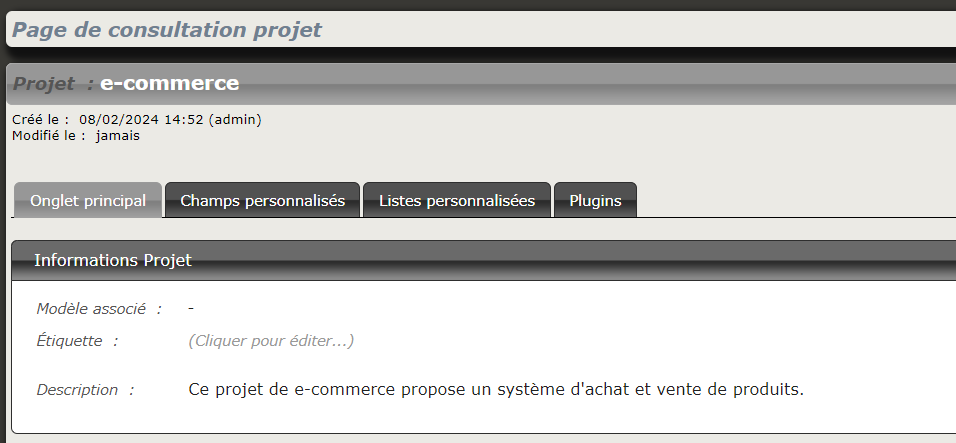 Page de consultation projet
Projet : e-commerce
Créé le : 08/02/2024 14:52 (admin)
Modifié le : jamais
Onglet principal Champs personnalisés Listes personnalisées Plugins
Informations Projet
Modèle associé : -
Étiquette : (Cliquer pour éditer...)
Description : Ce projet de e-commerce propose un système d'achat et vente de produits.